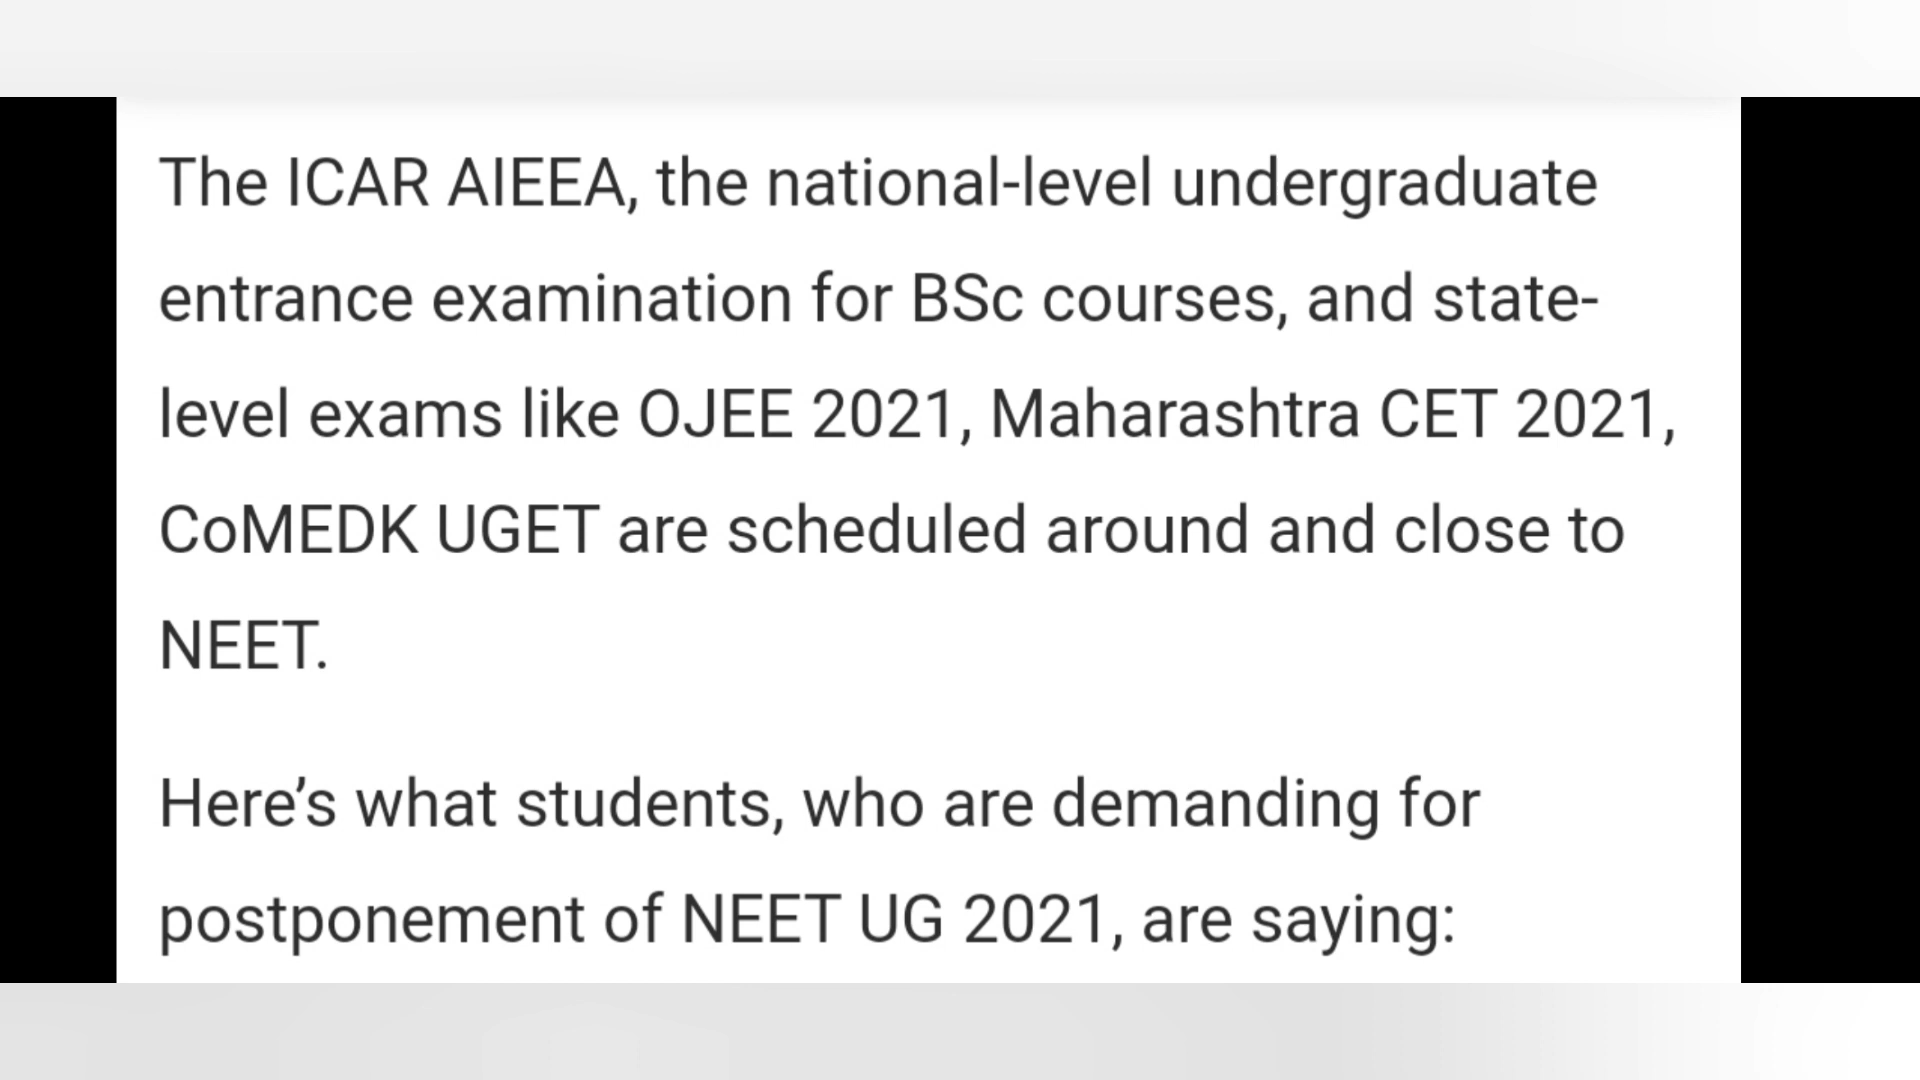 The ICAR AIEEA, the national-level undergraduate
entrance examination for BSc courses, and state-
level exams like OJEE 2021, Maharashtra CET 2021,
CoMEDK UGET are scheduled around and close to
NEET.
Here’s what students, who are demanding for
postponement of NEET UG 2021, are saying: